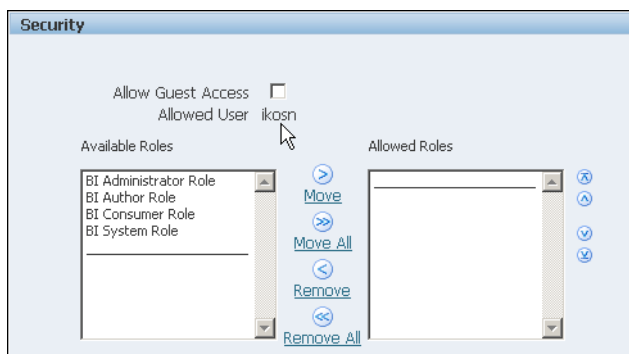 Security
Allow Guest Access
Allowed User ikosn
Available Roles
Allowed Roles
BI Administrator Role
BI Author Role
BI Consumer Role
BI System Role
Move
Move All
Remove
Remove All